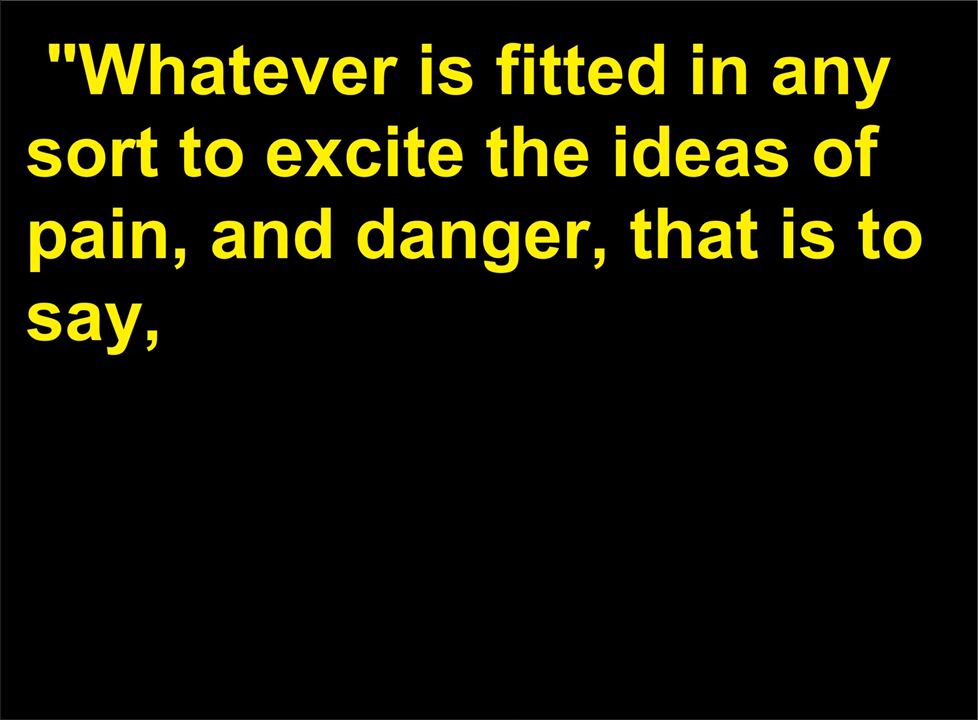 "Whatever is fitted in any
sort to excite the ideas of
pain, and danger, that is to
say,